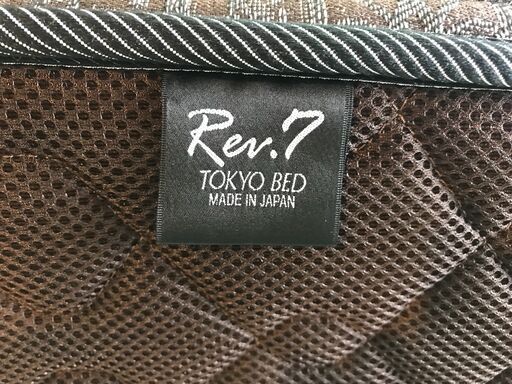 Rev.7
TOKYO BED
MADE IN JAPAN